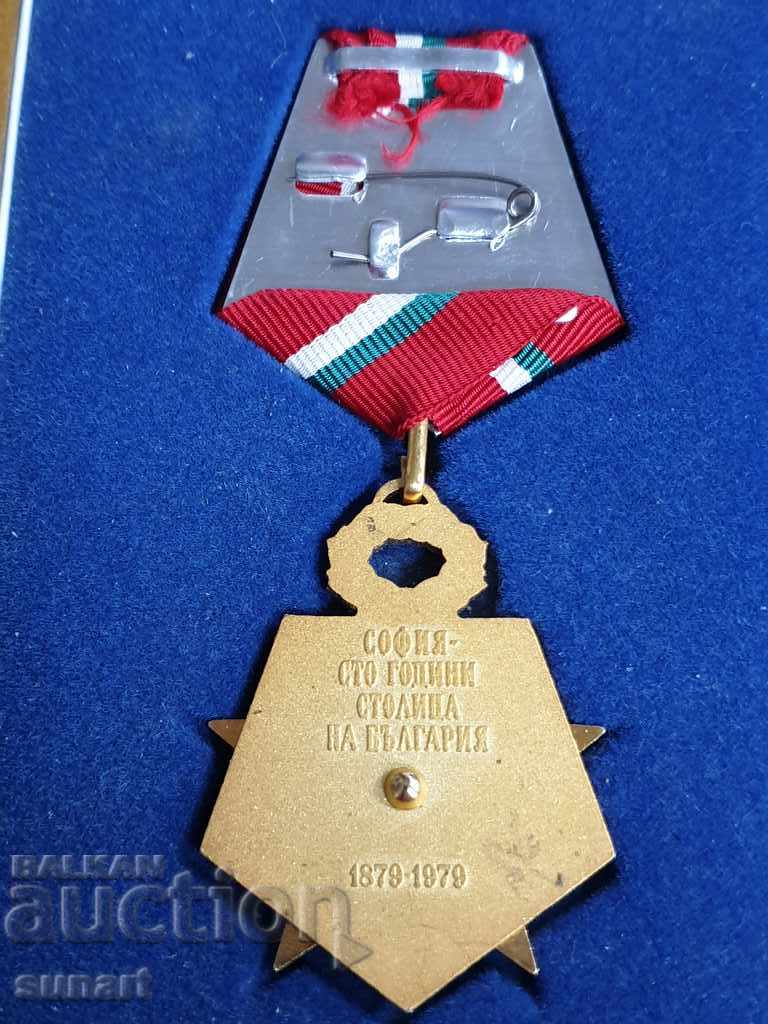 СОФИЯ-
СТО ГОДИНИ
СТОЛИЦА
НА БЪЛГАРИЯ
1879·1979
BALKAN
auction
sunart